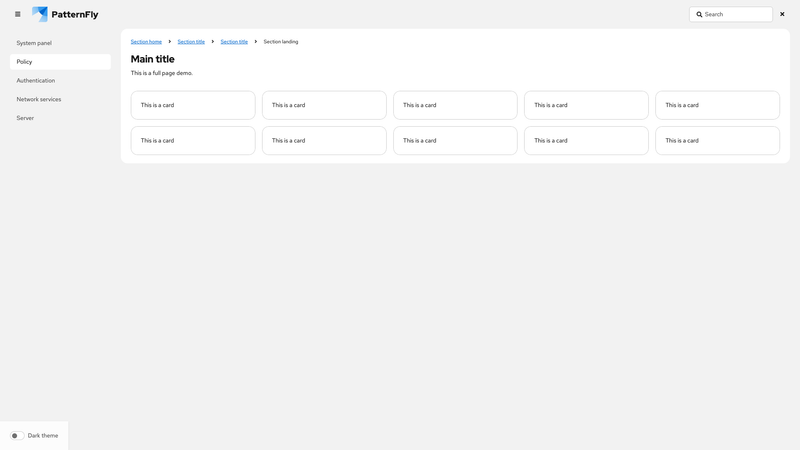 PatternFly
Search
System panel
Policy
Authentication
Network services
Server
Section home Section title Section title Section landing
Main title
This is a full page demo.
This is a card This is a card This is a card This is a card This is a card
This is a card This is a card This is a card This is a card This is a card
Dark theme